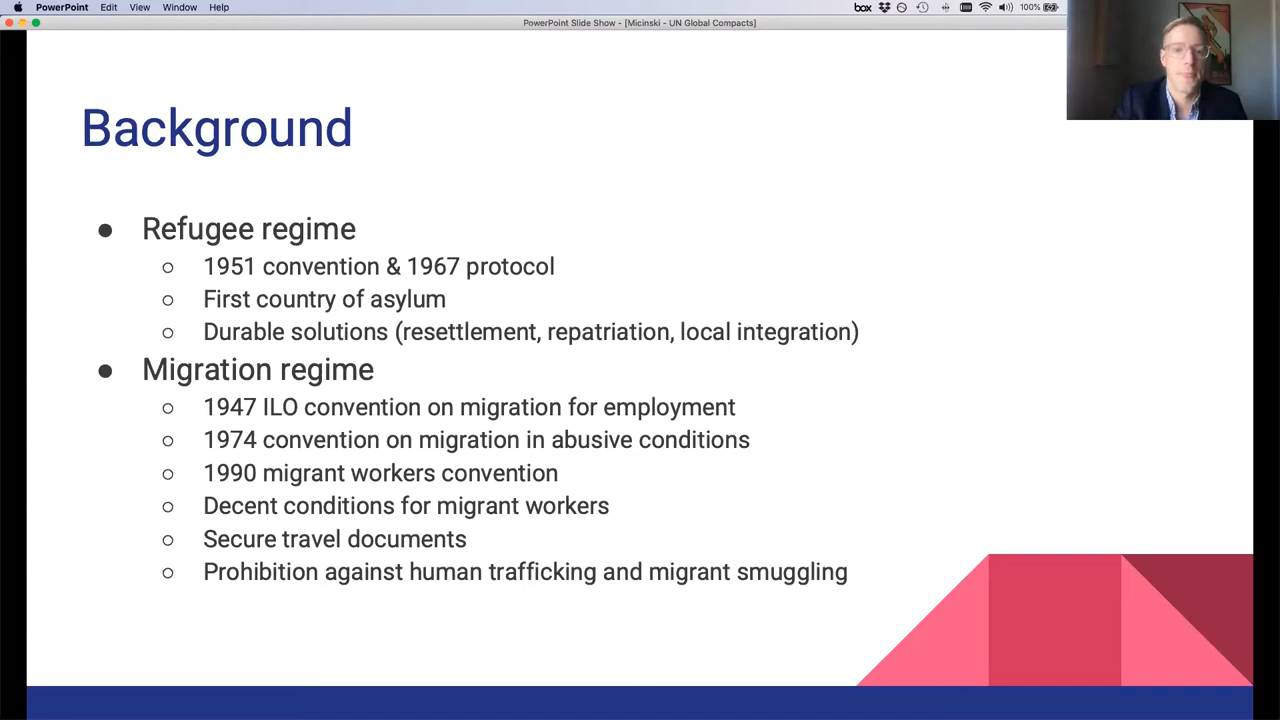 PowerPoint Edit View Window Help box 100%
PowerPoint Slide Show - [Micinski - UN Global Compacts]
Background
● Refugee regime
○ 1951 convention & 1967 protocol
○ First country of asylum
○ Durable solutions (resettlement, repatriation, local integration)
● Migration regime
○ 1947 ILO convention on migration for employment
○ 1974 convention on migration in abusive conditions
○ 1990 migrant workers convention
○ Decent conditions for migrant workers
○ Secure travel documents
○ Prohibition against human trafficking and migrant smuggling